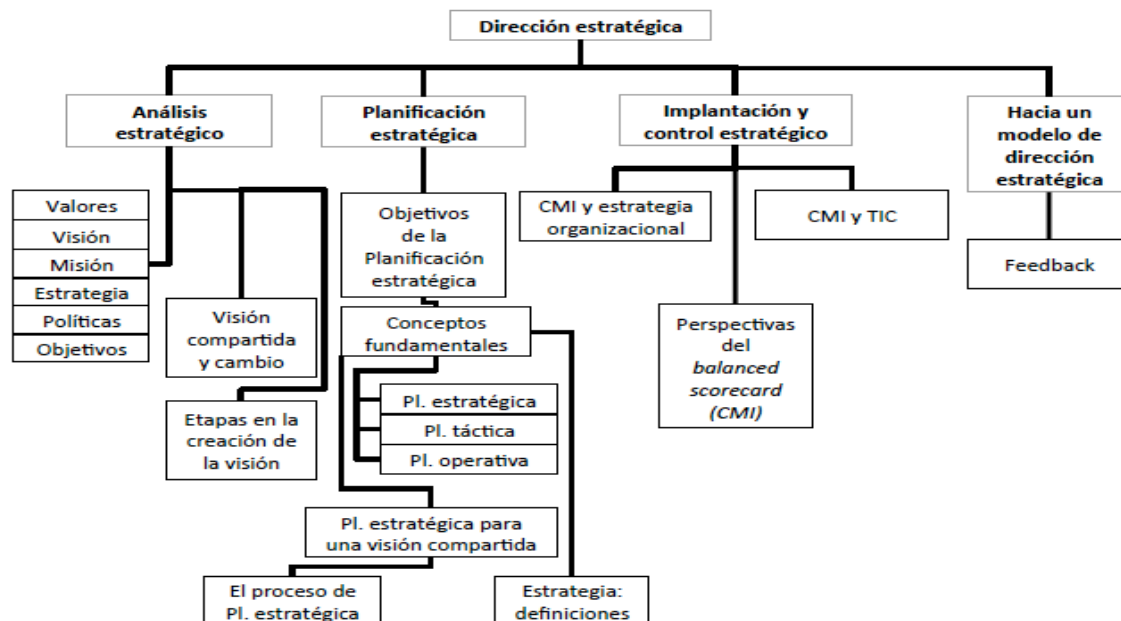 Dirección estratégica
Análisis
estratégico
Planificación
estratégica
Implantación y
control estratégico
Hacia un
modelo de
dirección
estratégica
Valores
Visión
Misión
Estrategia
Políticas
Objetivos
Visión
compartida
y cambio
Etapas en la
creación de
la visión
Objetivos
de la
Planificación
estratégica
Conceptos
fundamentales
Pl. estratégica
Pl. táctica
Pl. operativa
Pl. estratégica para
una visión compartida
El proceso de
Pl. estratégica
Estrategia:
definiciones
CMI y estrategia
organizacional
Perspectivas
del
balanced
scorecard
(CMI)
CMI y TIC
Feedback